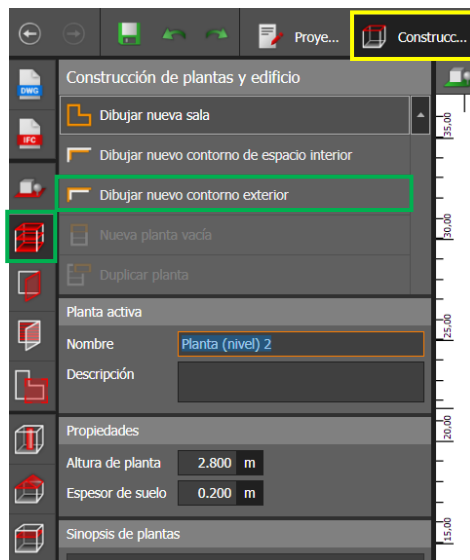 Proye...
Construcc...
DWG
IFC
Construcción de plantas y edificio
Dibujar nueva sala
Dibujar nuevo contorno de espacio interior
Dibujar nuevo contorno exterior
Nueva planta vacía
Duplicar planta
Planta activa
Nombre Planta (nivel) 2
Descripción
Propiedades
Altura de planta 2.800 m
Espesor de suelo 0.200 m
Sinopsis de plantas
35.00
30.00
25.00
20.00
15.00